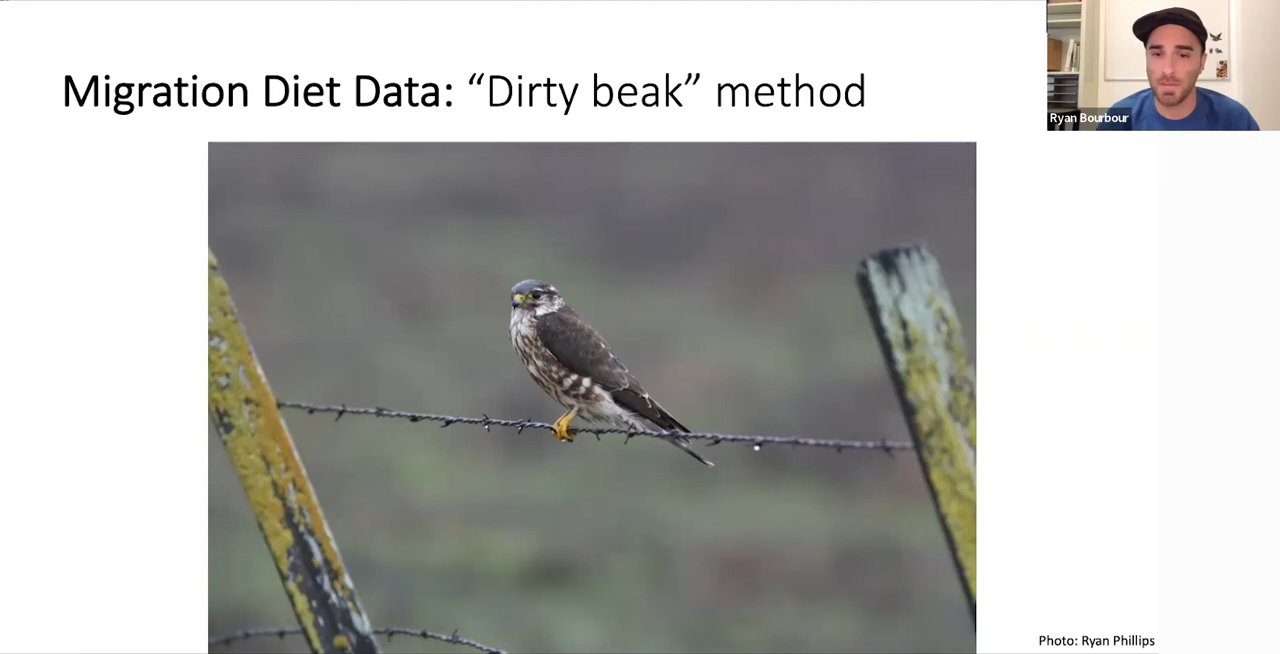 Migration Diet Data: “Dirty beak” method
Ryan Bourbour
Photo: Ryan Phillips